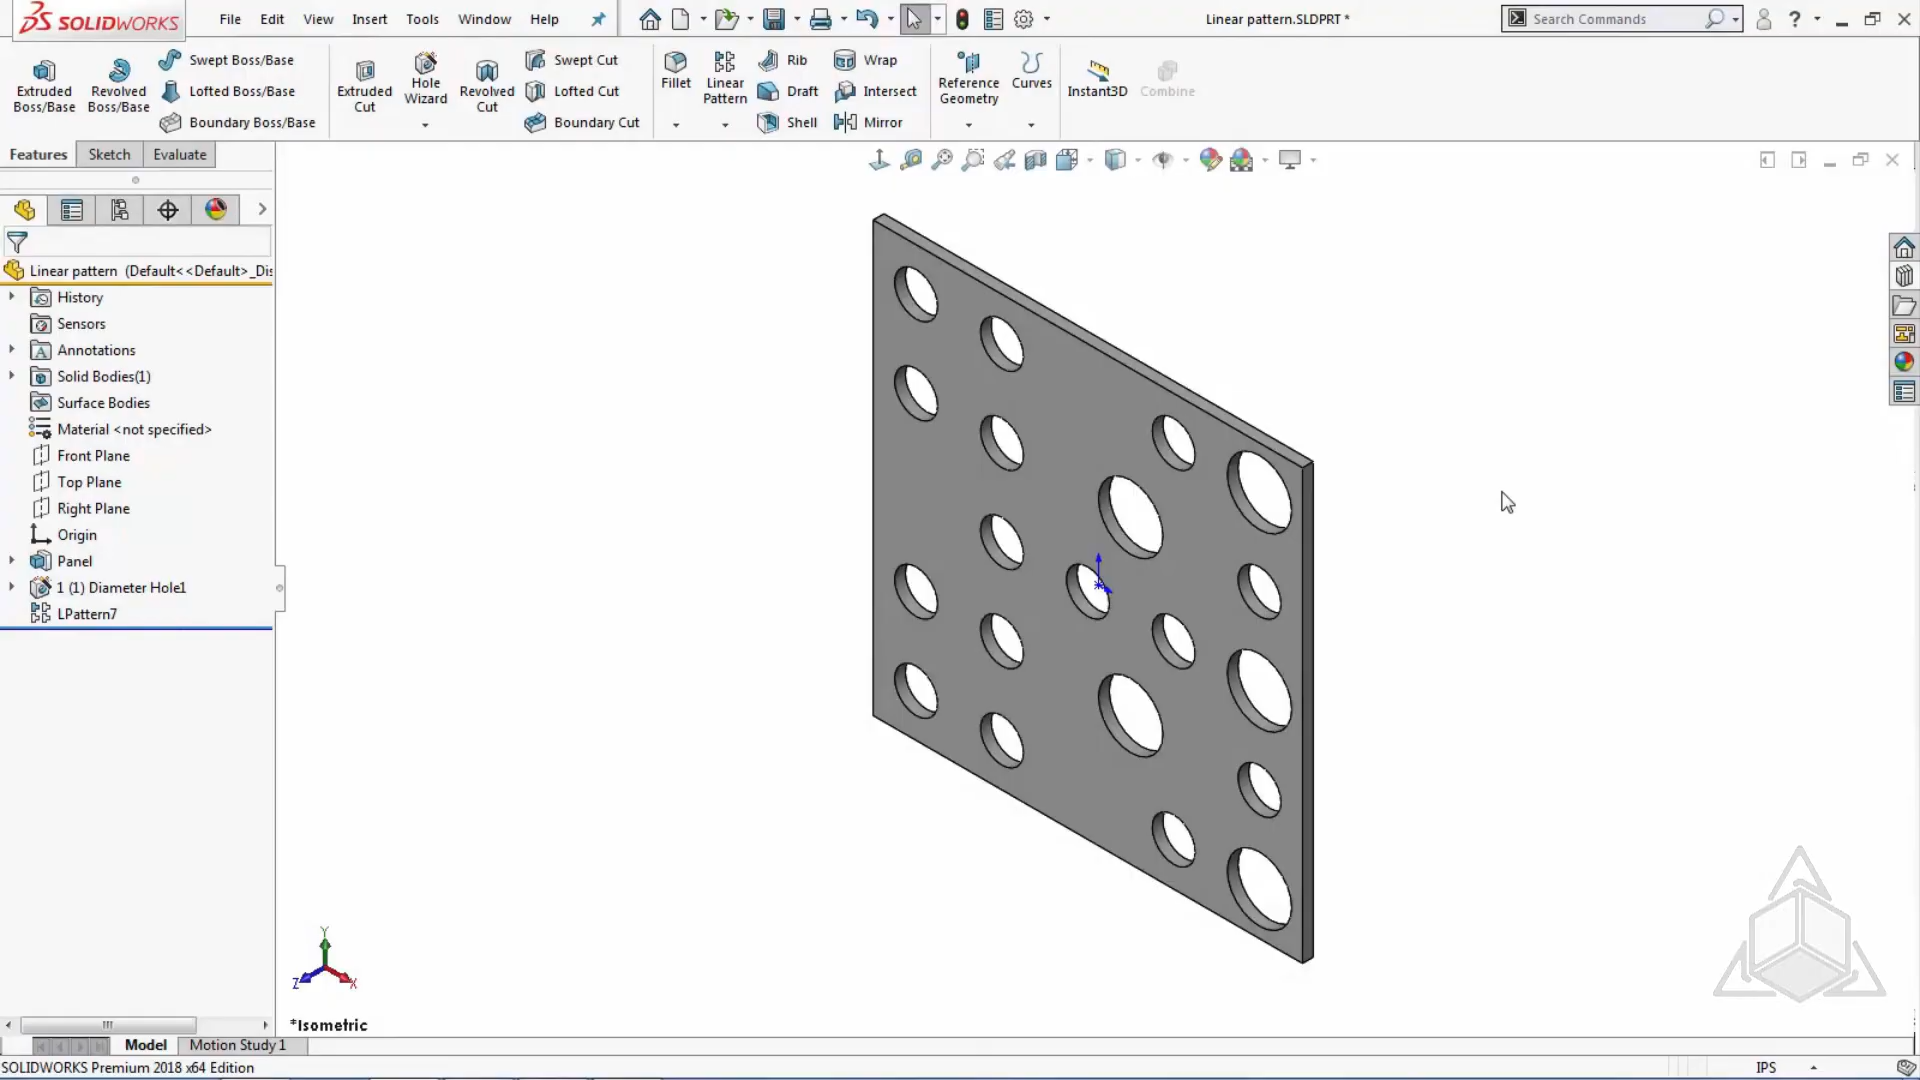 SOLIDWORKS File Edit View Insert Tools Window Help Linear pattern.SLDPRT * Search Commands ?
Extruded Boss/Base
Revolved Boss/Base
Swept Boss/Base
Lofted Boss/Base
Boundary Boss/Base
Extruded Cut
Hole Wizard
Revolved Cut
Swept Cut
Lofted Cut
Boundary Cut
Fillet
Linear Pattern
Rib
Draft
Shell
Wrap
Intersect
Mirror
Reference Geometry
Curves
Instant3D
Combine
Features Sketch Evaluate
Linear pattern (Default<<Default>_Dis
History
Sensors
Annotations
Solid Bodies(1)
Surface Bodies
Material <not specified>
Front Plane
Top Plane
Right Plane
Origin
Panel
1 (1) Diameter Hole1
LPattern7
Y
Z X
*Isometric
Model Motion Study 1
SOLIDWORKS Premium 2018 x64 Edition IPS